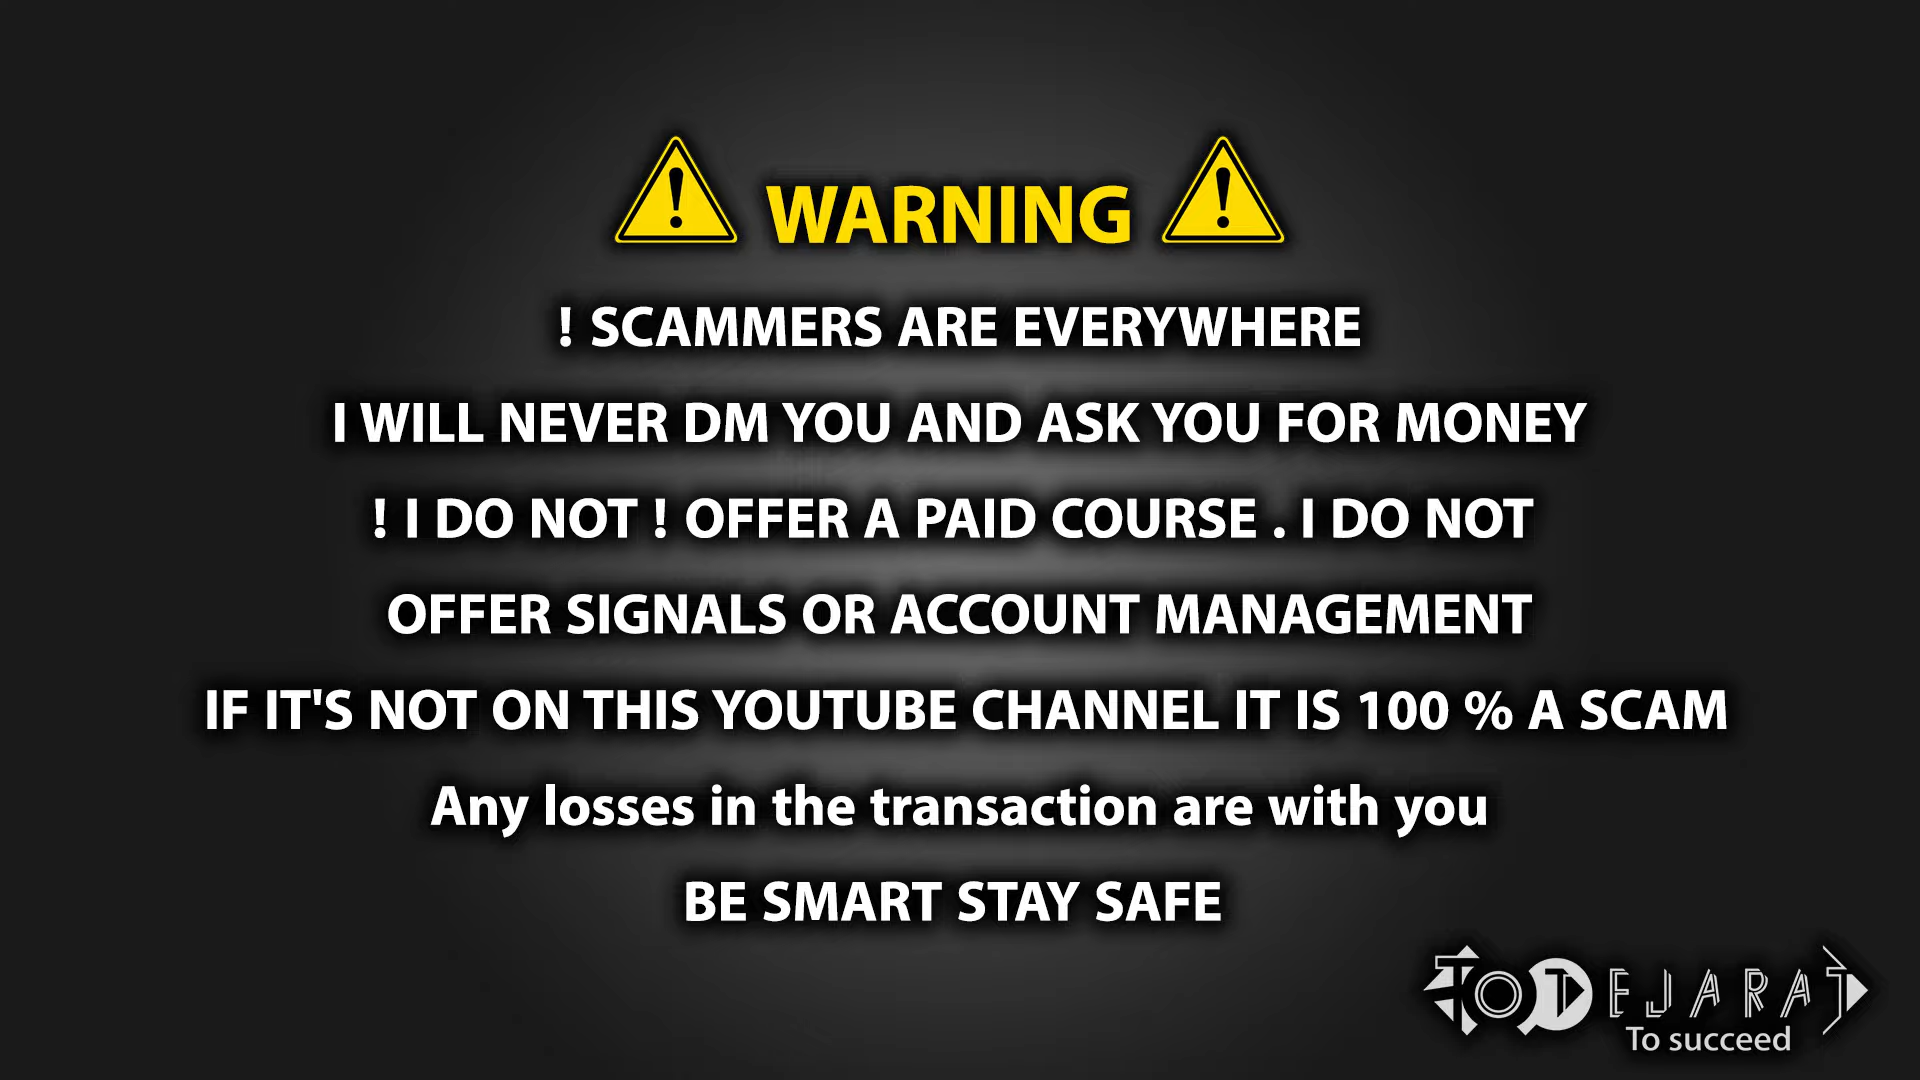 WARNING
! SCAMMERS ARE EVERYWHERE
I WILL NEVER DM YOU AND ASK YOU FOR MONEY
! I DO NOT ! OFFER A PAID COURSE . I DO NOT
OFFER SIGNALS OR ACCOUNT MANAGEMENT
IF IT'S NOT ON THIS YOUTUBE CHANNEL IT IS 100 % A SCAM
Any losses in the transaction are with you
BE SMART STAY SAFE
TO TEJARAT
To succeed